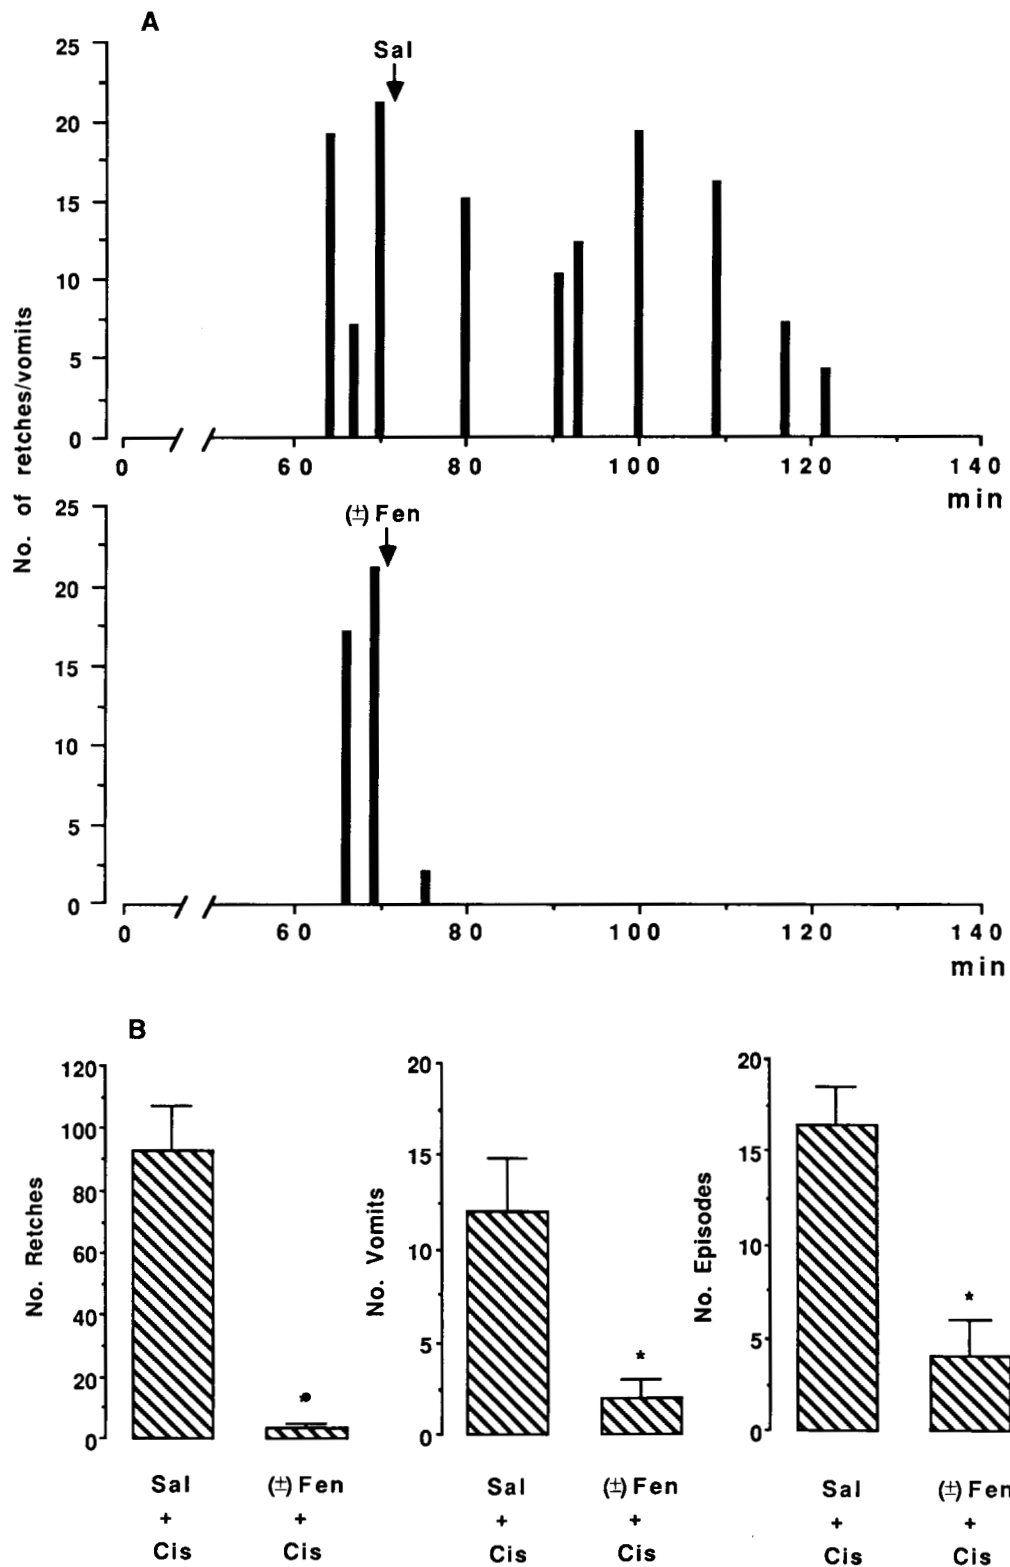 A
Sal
25
20
15
10
5
0
0 60 80 100 120 140
min
No. of retches/vomits
(±) Fen
25
20
15
10
5
0
0 60 80 100 120 140
min
B
No. Retches
120
100
80
60
40
20
0
*
Sal + Cis
(±) Fen + Cis
No. Vomits
20
15
10
5
0
*
Sal + Cis
(±) Fen + Cis
No. Episodes
20
15
10
5
0
*
Sal + Cis
(±) Fen + Cis